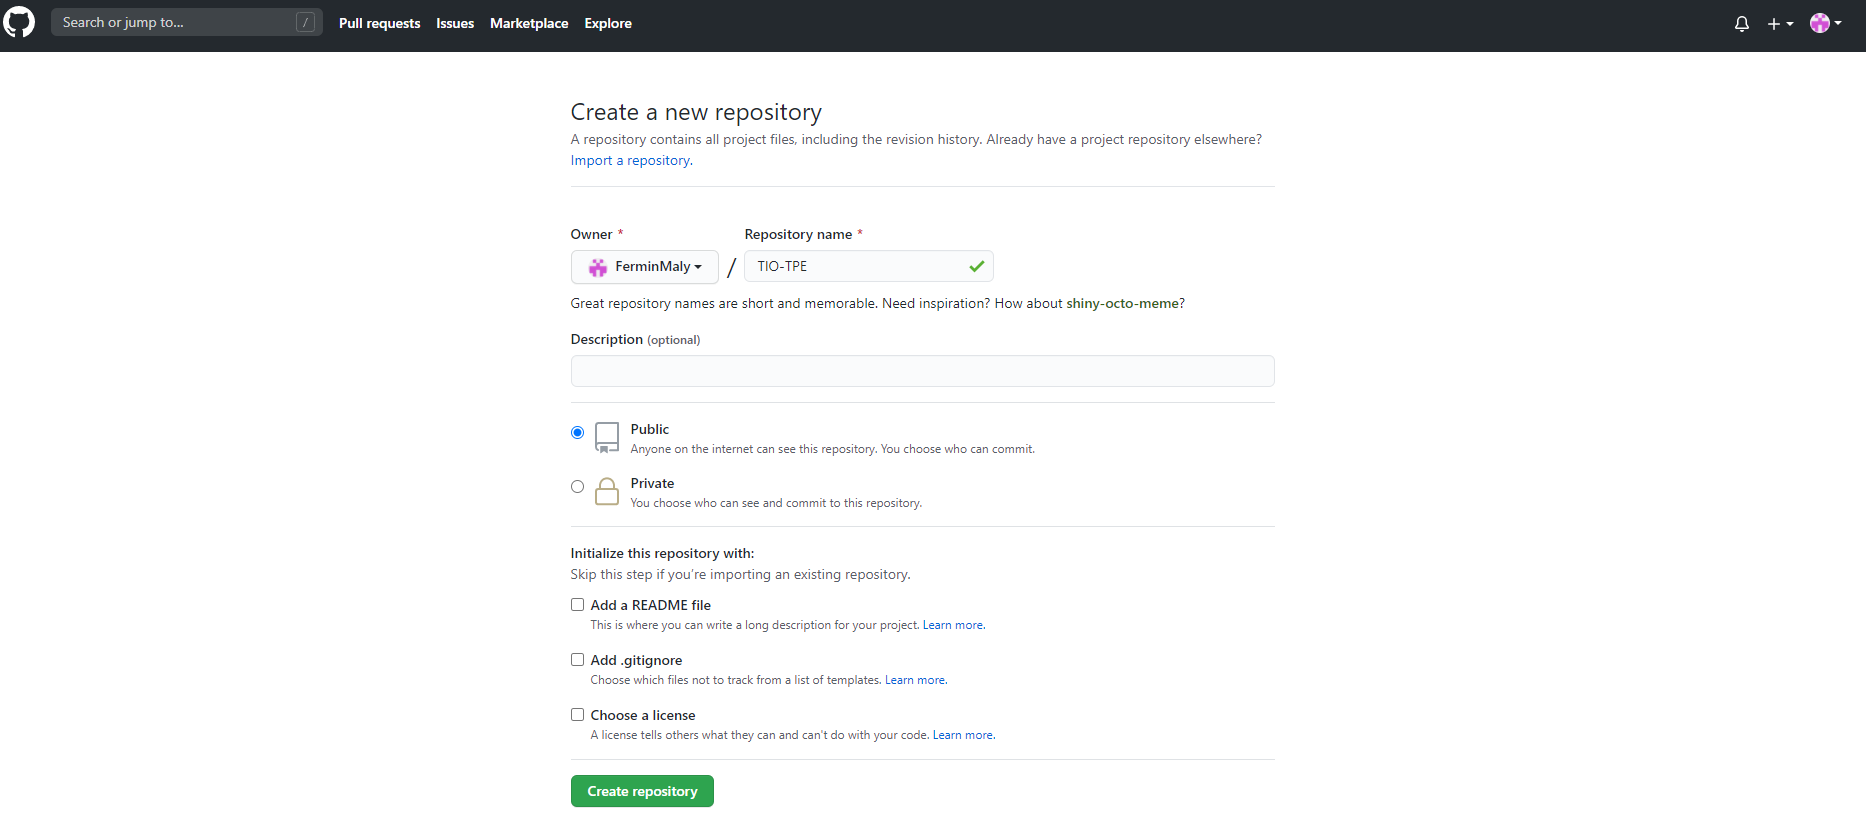 Search or jump to... / Pull requests Issues Marketplace Explore
Create a new repository
A repository contains all project files, including the revision history. Already have a project repository elsewhere?
Import a repository.
Owner * Repository name *
FerminMaly / TIO-TPE
Great repository names are short and memorable. Need inspiration? How about shiny-octo-meme?
Description (optional)
Public
Anyone on the internet can see this repository. You choose who can commit.
Private
You choose who can see and commit to this repository.
Initialize this repository with:
Skip this step if you’re importing an existing repository.
Add a README file
This is where you can write a long description for your project. Learn more.
Add .gitignore
Choose which files not to track from a list of templates. Learn more.
Choose a license
A license tells others what they can and can't do with your code. Learn more.
Create repository